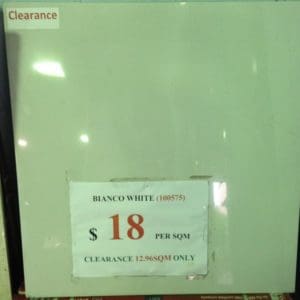 Clearance
BIANCO WHITE (100575)
$ 18 PER SQM
CLEARANCE 12.96SQM ONLY